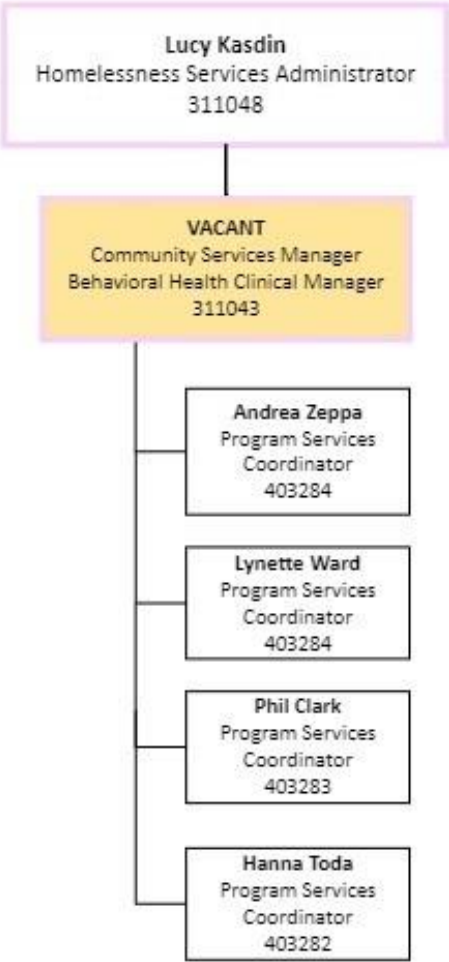 Lucy Kasdin
Homelessness Services Administrator
311048
VACANT
Community Services Manager
Behavioral Health Clinical Manager
311043
Andrea Zeppa
Program Services
Coordinator
403284
Lynette Ward
Program Services
Coordinator
403284
Phil Clark
Program Services
Coordinator
403283
Hanna Toda
Program Services
Coordinator
403282